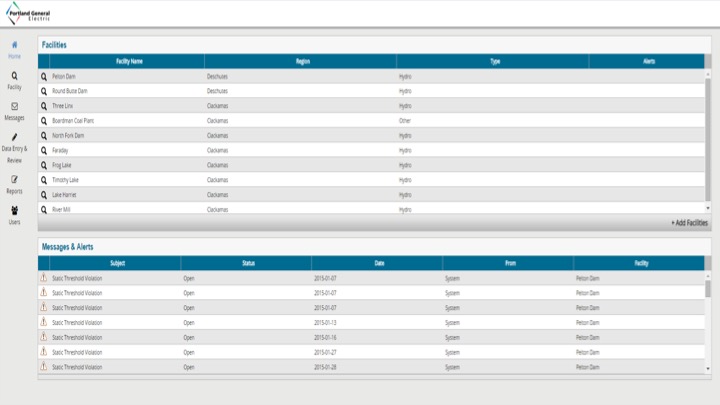 Portland General
Electric
Home
Facility
Messages
Data Entry &
Review
Reports
Users
Facilities
Facility Name Region Type Alerts
Pelton Dam Deschutes Hydro
Round Butte Dam Deschutes Hydro
Three Linx Clackamas Hydro
Boardman Coal Plant Clackamas Other
North Fork Dam Clackamas Hydro
Faraday Clackamas Hydro
Frog Lake Clackamas Hydro
Timothy Lake Clackamas Hydro
Lake Harriet Clackamas Hydro
River Mill Clackamas Hydro
+ Add Facilities
Messages & Alerts
Subject Status Date From Facility
Static Threshold Violation Open 2015-01-07 System Pelton Dam
Static Threshold Violation Open 2015-01-07 System Pelton Dam
Static Threshold Violation Open 2015-01-07 System Pelton Dam
Static Threshold Violation Open 2015-01-13 System Pelton Dam
Static Threshold Violation Open 2015-01-16 System Pelton Dam
Static Threshold Violation Open 2015-01-27 System Pelton Dam
Static Threshold Violation Open 2015-01-28 System Pelton Dam